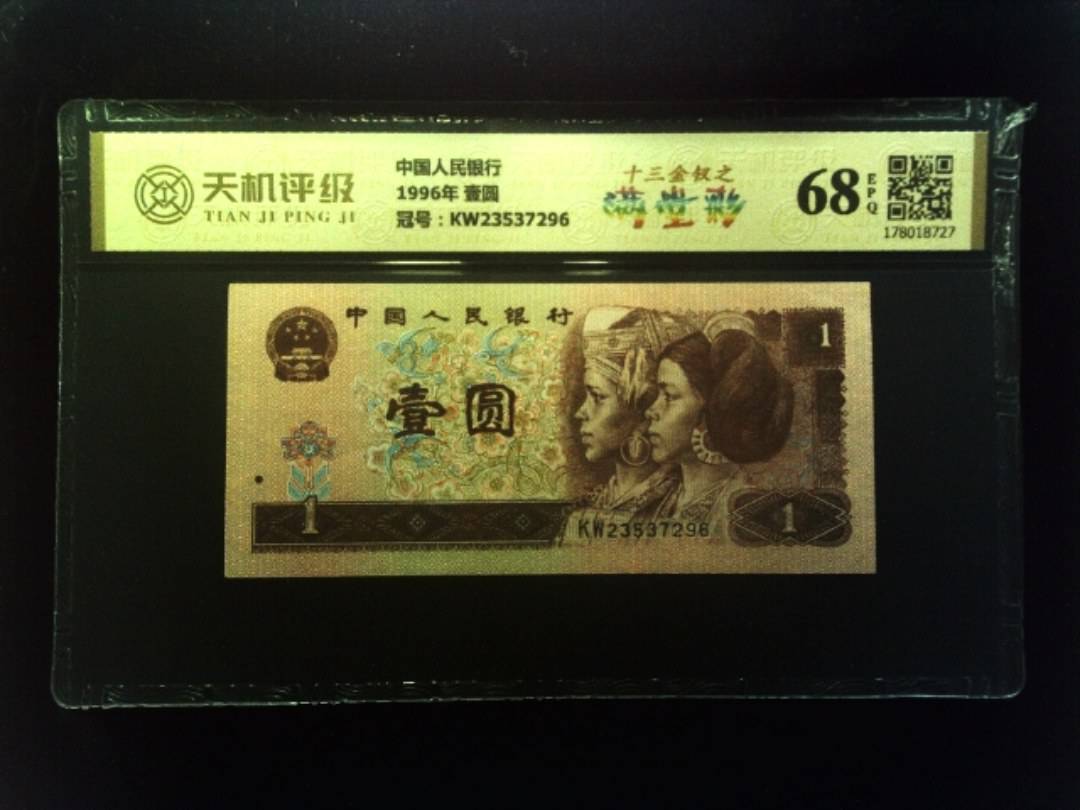 天机评级
TIAN JI PING JI
中国人民银行
1996年 壹圆
冠号：KW23537296
十三金钗之
满堂彩
68
EPQ
178018727
中国人民银行
1
壹圆
1
KW23537296
1